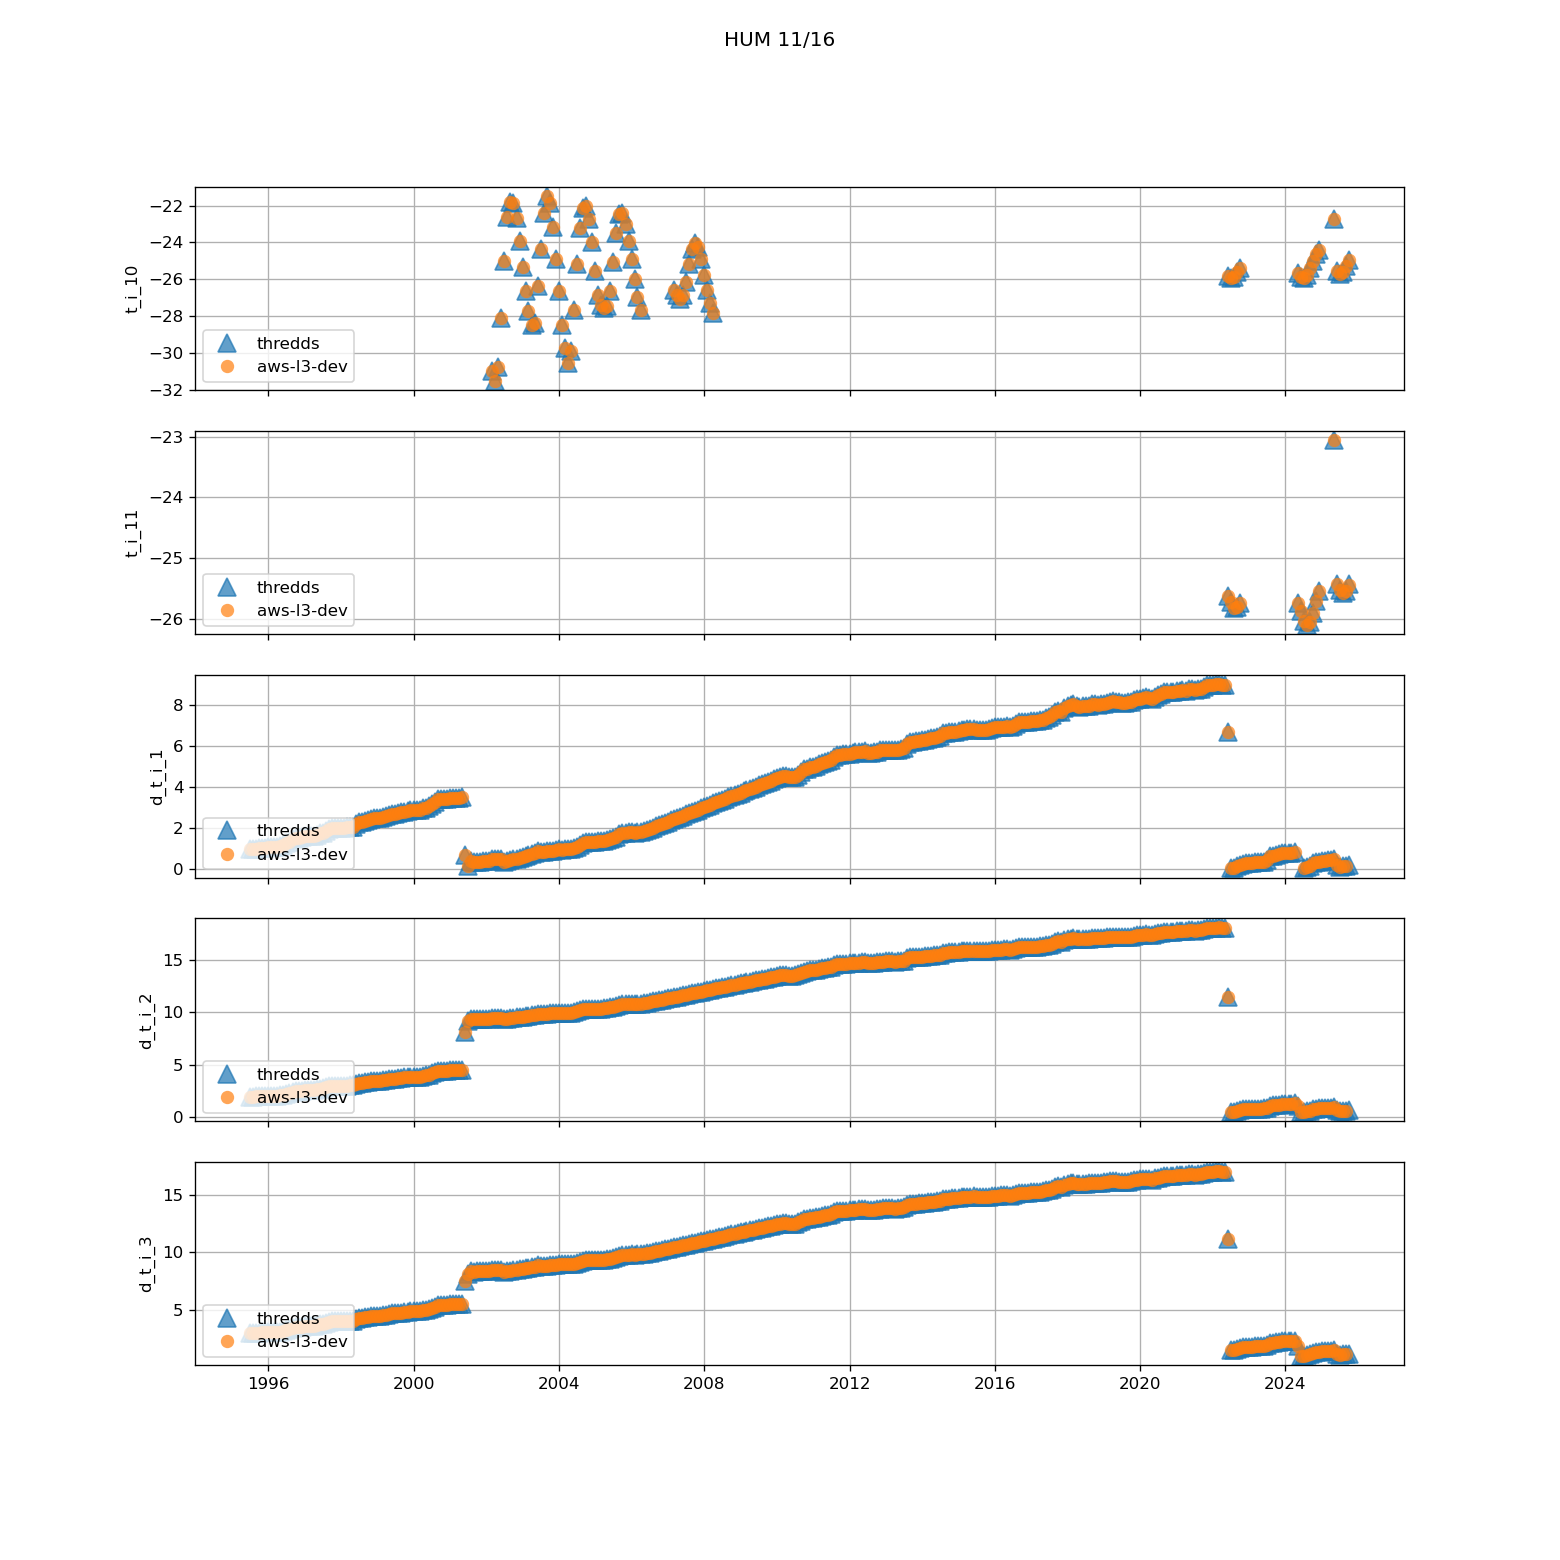 HUM 11/16
t_i_10
−22
−24
−26
−28
−30
−32
thredds
aws-l3-dev
t_i_11
−23
−24
−25
−26
thredds
aws-l3-dev
d_t_i_1
8
6
4
2
0
thredds
aws-l3-dev
d_t_i_2
15
10
5
0
thredds
aws-l3-dev
d_t_i_3
15
10
5
thredds
aws-l3-dev
1996 2000 2004 2008 2012 2016 2020 2024